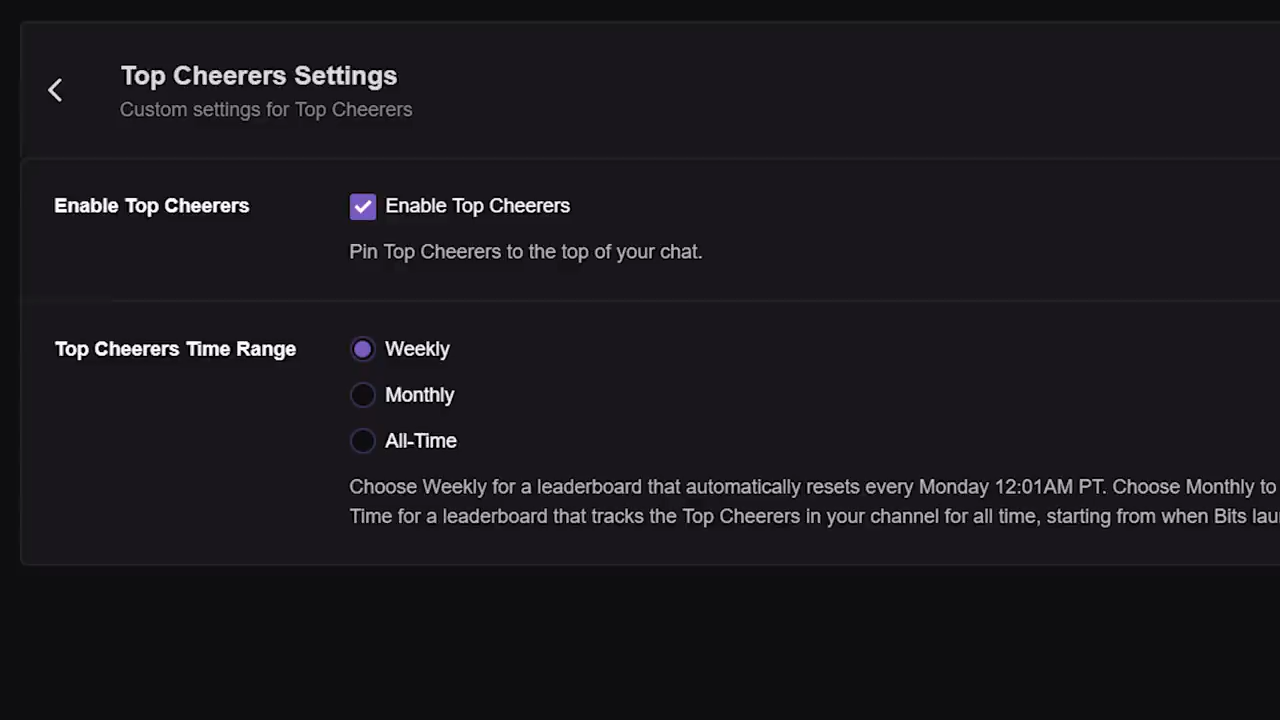 Top Cheerers Settings
Custom settings for Top Cheerers
Enable Top Cheerers
Enable Top Cheerers
Pin Top Cheerers to the top of your chat.
Top Cheerers Time Range
Weekly
Monthly
All-Time
Choose Weekly for a leaderboard that automatically resets every Monday 12:01AM PT. Choose Monthly to
Time for a leaderboard that tracks the Top Cheerers in your channel for all time, starting from when Bits